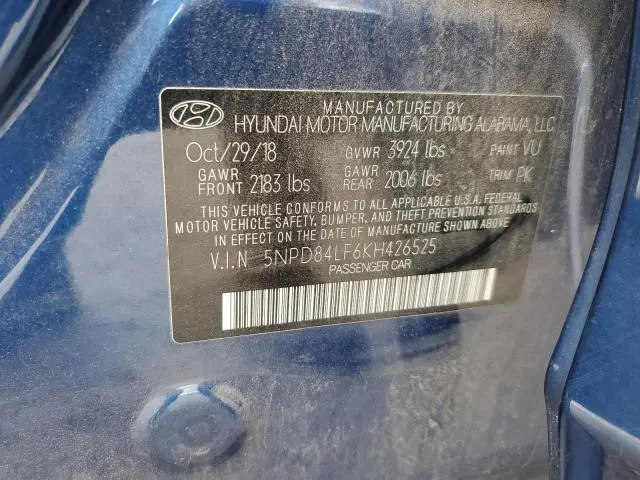 MANUFACTURED BY
HYUNDAI MOTOR MANUFACTURING ALABAMA, LLC
Oct/29/18 GVWR 3924 lbs PAINT VU
GAWR FRONT 2183 lbs GAWR REAR 2006 lbs TRIM PK
THIS VEHICLE CONFORMS TO ALL APPLICABLE U.S.A. FEDERAL
MOTOR VEHICLE SAFETY, BUMPER, AND THEFT PREVENTION STANDARDS
IN EFFECT ON THE DATE OF MANUFACTURE SHOWN ABOVE
V.I.N 5NPD84LF6KH426525
PASSENGER CAR